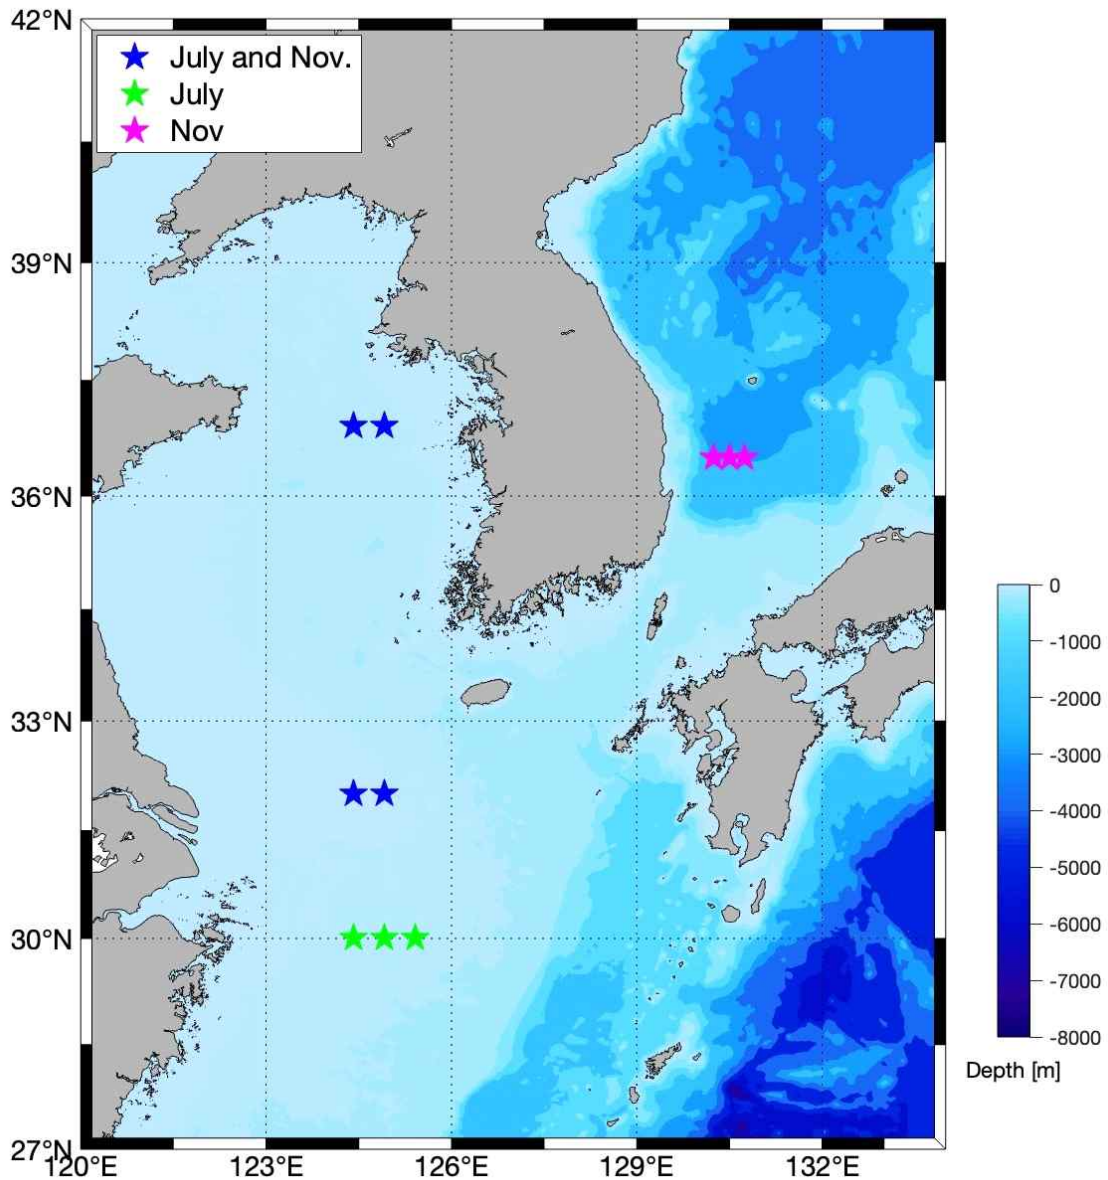 42°N
July and Nov.
July
Nov
39°N
36°N
33°N
30°N
27°N
120°E
123°E
126°E
129°E
132°E
0
-1000
-2000
-3000
-4000
-5000
-6000
-7000
-8000
Depth [m]